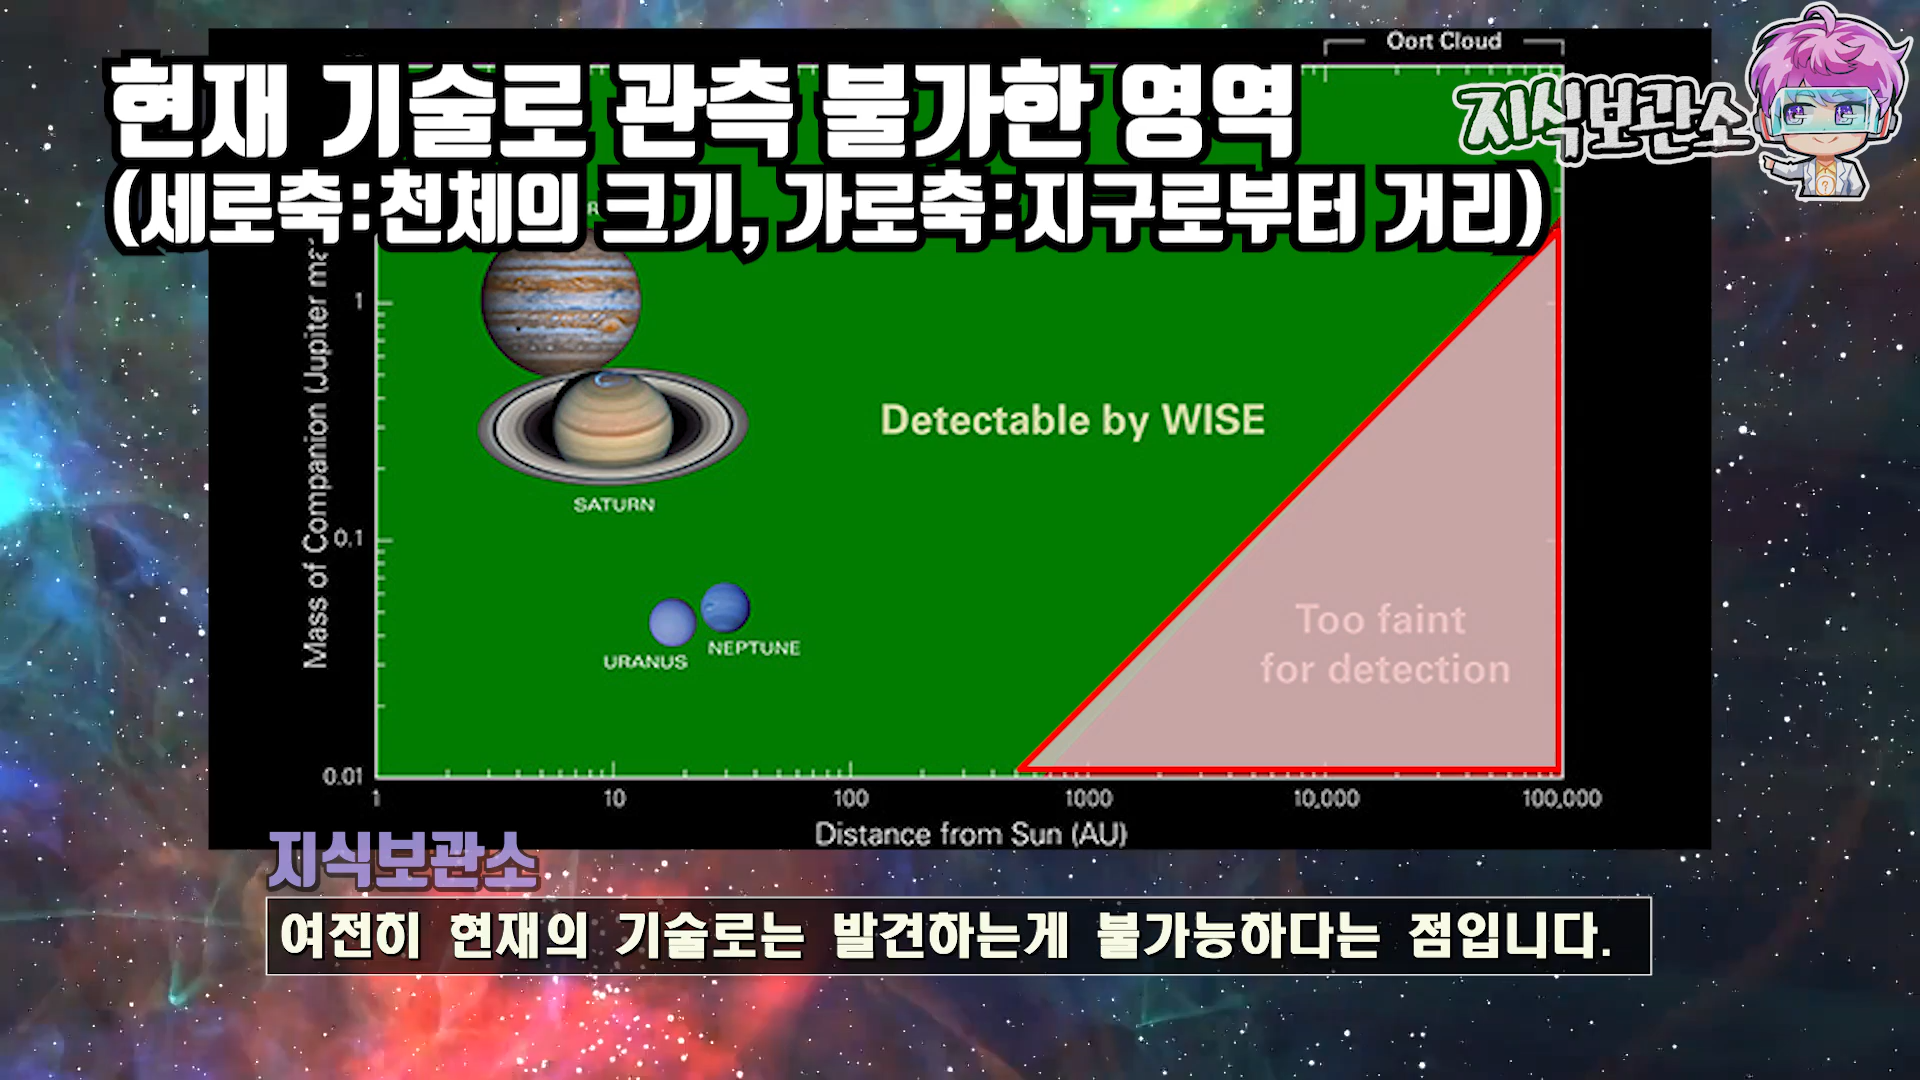 Oort Cloud
현재 기술로 관측 불가한 영역
(세로축:천체의 크기, 가로축:지구로부터 거리)
지식보관소
Mass of Companion (Jupiter
1
0.1
0.01
SATURN
URANUS
NEPTUNE
Detectable by WISE
Too faint
for detection
1 10 100 1000 10,000 100,000
Distance from Sun (AU)
지식보관소
여전히 현재의 기술로는 발견하는게 불가능하다는 점입니다.